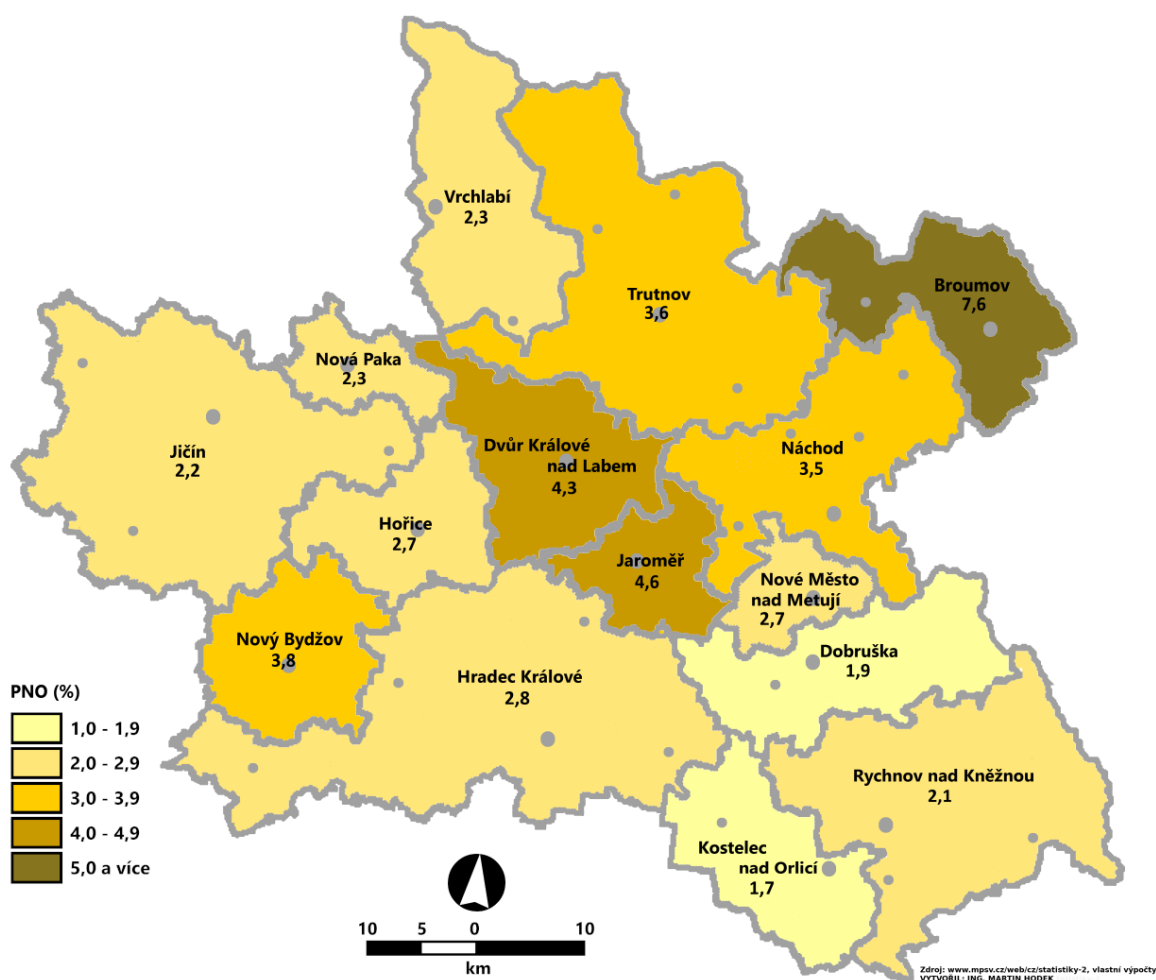 Vrchlabí
2,3
Trutnov
3,6
Broumov
7,6
Nová Paka
2,3
Jičín
2,2
Dvůr Králové
nad Labem
4,3
Náchod
3,5
Hořice
2,7
Jaroměř
4,6
Nové Město
nad Metují
2,7
Nový Bydžov
3,8
Hradec Králové
2,8
Dobruška
1,9
Rychnov nad Kněžnou
2,1
Kostelec
nad Orlicí
1,7
PNO (%)
1,0 - 1,9
2,0 - 2,9
3,0 - 3,9
4,0 - 4,9
5,0 a více
10 5 0 10
km
Zdroj: www.mpsv.cz/web/cz/statistiky-2, vlastní výpočty
VYTVOŘIL: ING. MARTIN HODEK